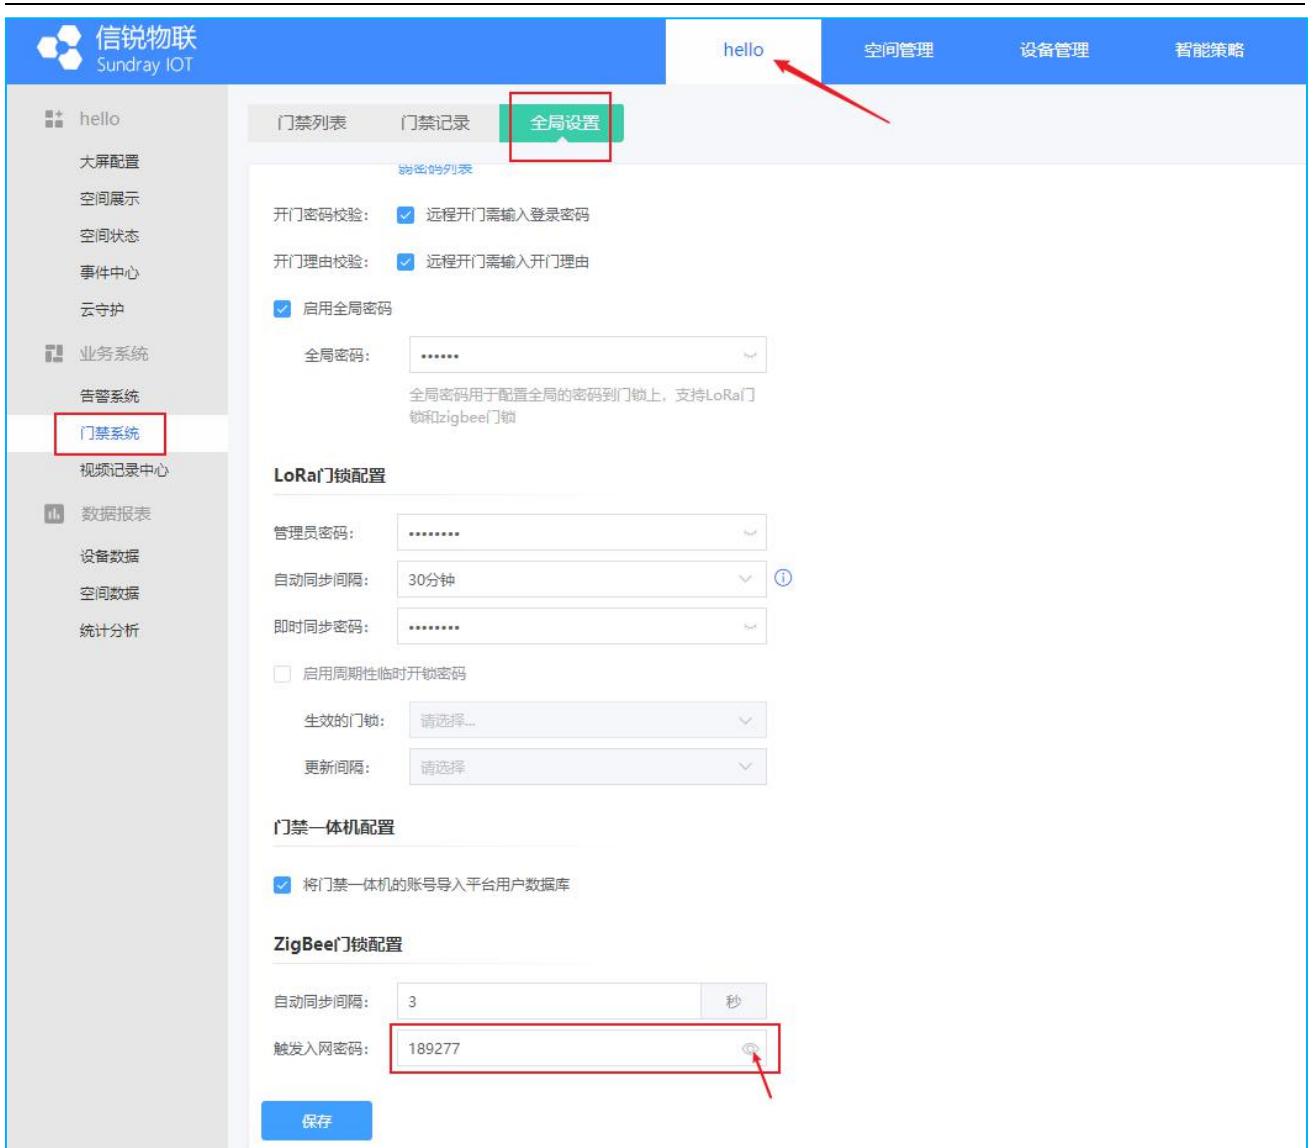 信锐物联
Sundray IOT
hello
空间管理
设备管理
智能策略
hello
大屏配置
空间展示
空间状态
事件中心
云守护
业务系统
告警系统
门禁系统
视频记录中心
数据报表
设备数据
空间数据
统计分析
门禁列表
门禁记录
全局设置
弱密码列表
开门密码校验: 远程开门需输入登录密码
开门理由校验: 远程开门需输入开门理由
启用全局密码
全局密码: ••••••
全局密码用于配置全局的密码到门锁上，支持LoRa门
锁和zigbee门锁
LoRa门锁配置
管理员密码: ••••••••
自动同步间隔: 30分钟
即时同步密码: ••••••••
启用周期性临时开锁密码
生效的门锁: 请选择...
更新间隔: 请选择
门禁一体机配置
将门禁一体机的账号导入平台用户数据库
ZigBee门锁配置
自动同步间隔: 3 秒
触发入网密码: 189277
保存